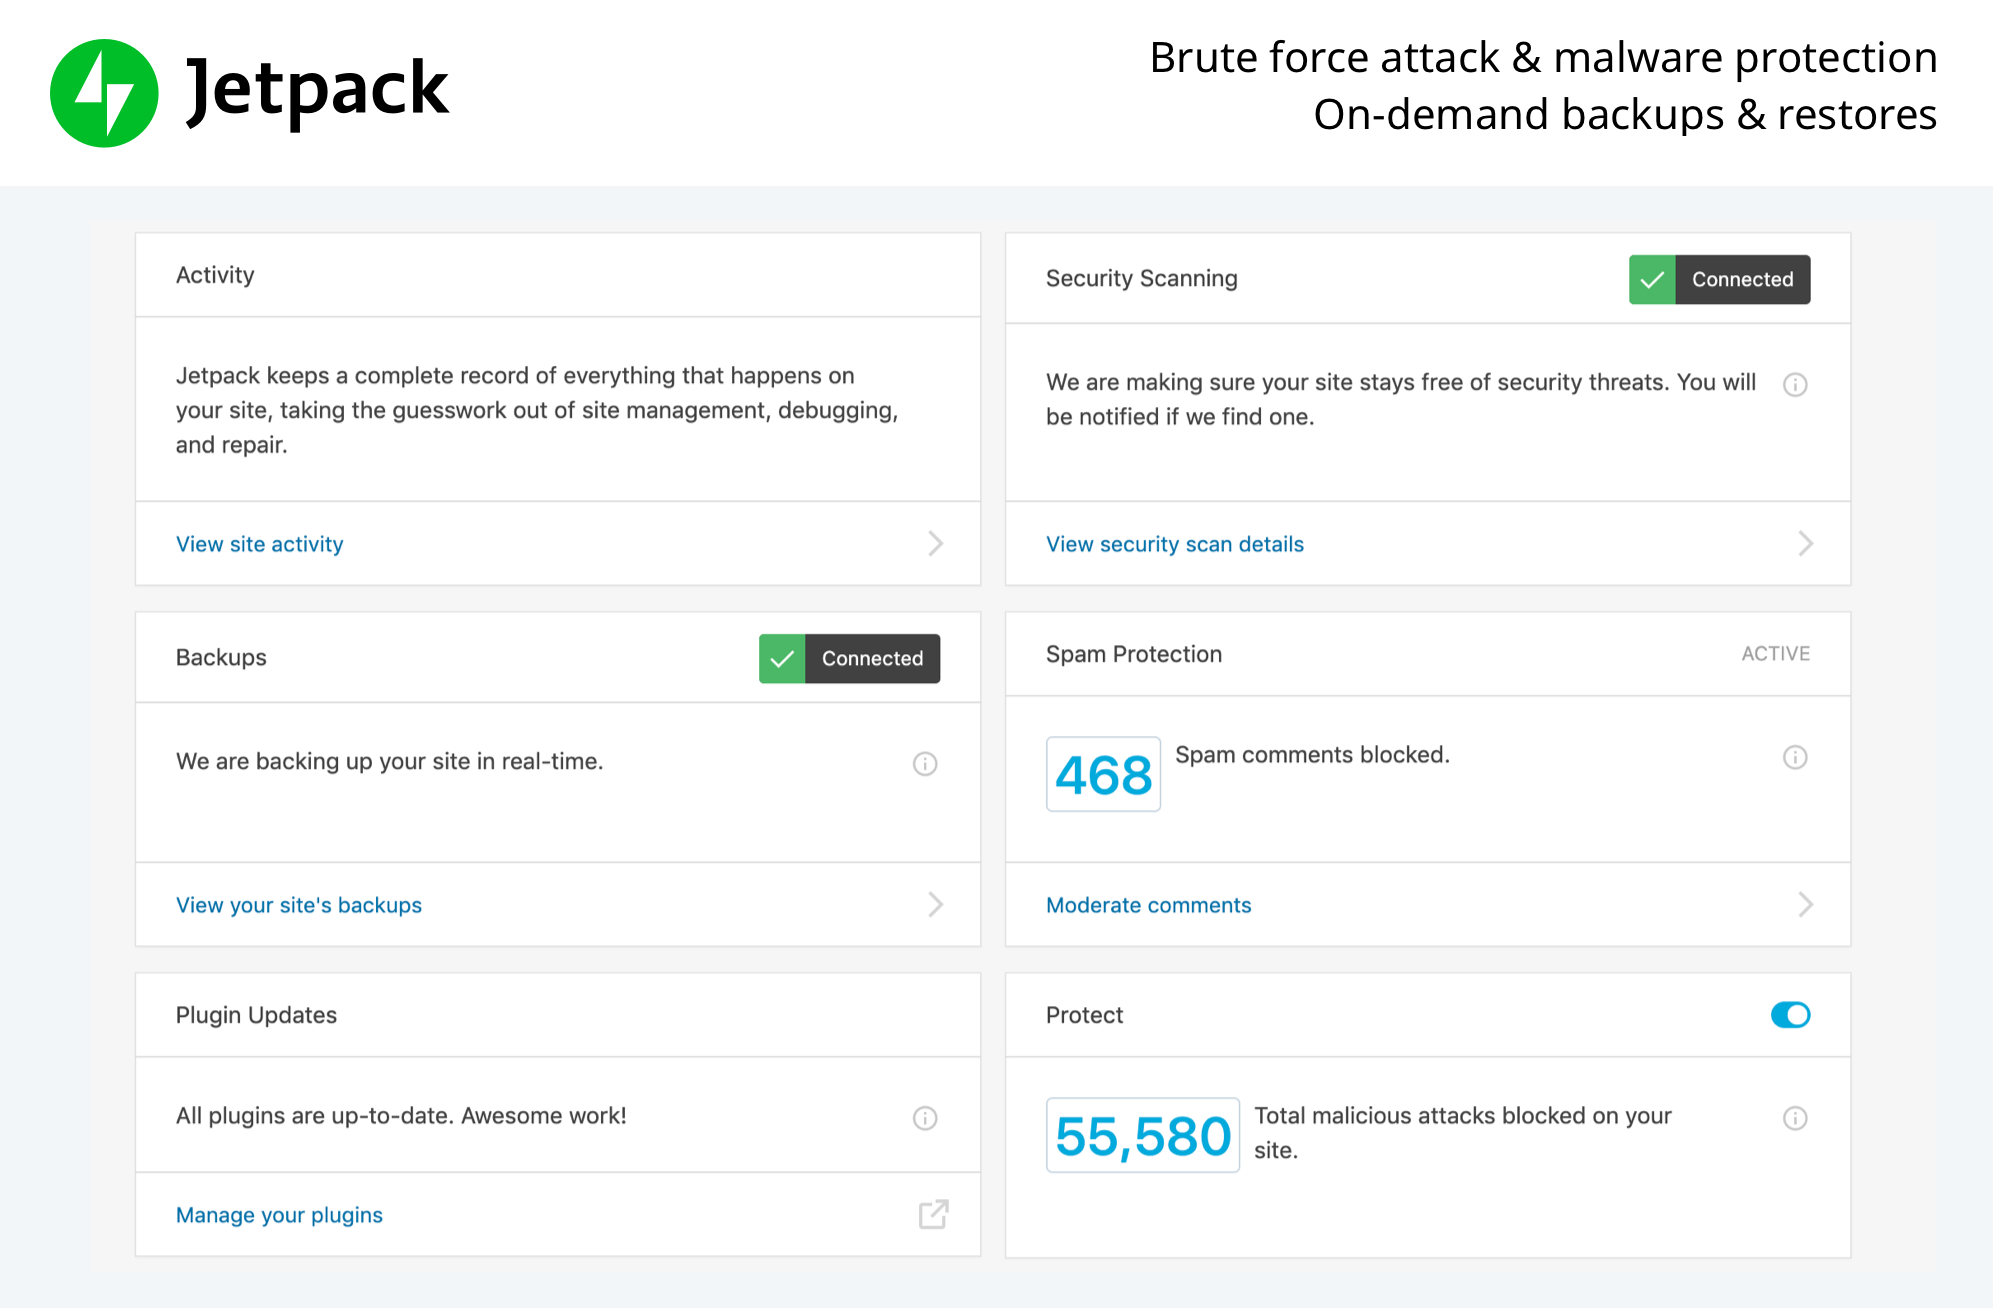 Jetpack
Brute force attack & malware protection
On-demand backups & restores
Activity
Jetpack keeps a complete record of everything that happens on
your site, taking the guesswork out of site management, debugging,
and repair.
View site activity
Security Scanning
Connected
We are making sure your site stays free of security threats. You will
be notified if we find one.
View security scan details
Backups
Connected
We are backing up your site in real-time.
View your site's backups
Spam Protection
ACTIVE
468
Spam comments blocked.
Moderate comments
Plugin Updates
All plugins are up-to-date. Awesome work!
Manage your plugins
Protect
55,580
Total malicious attacks blocked on your
site.